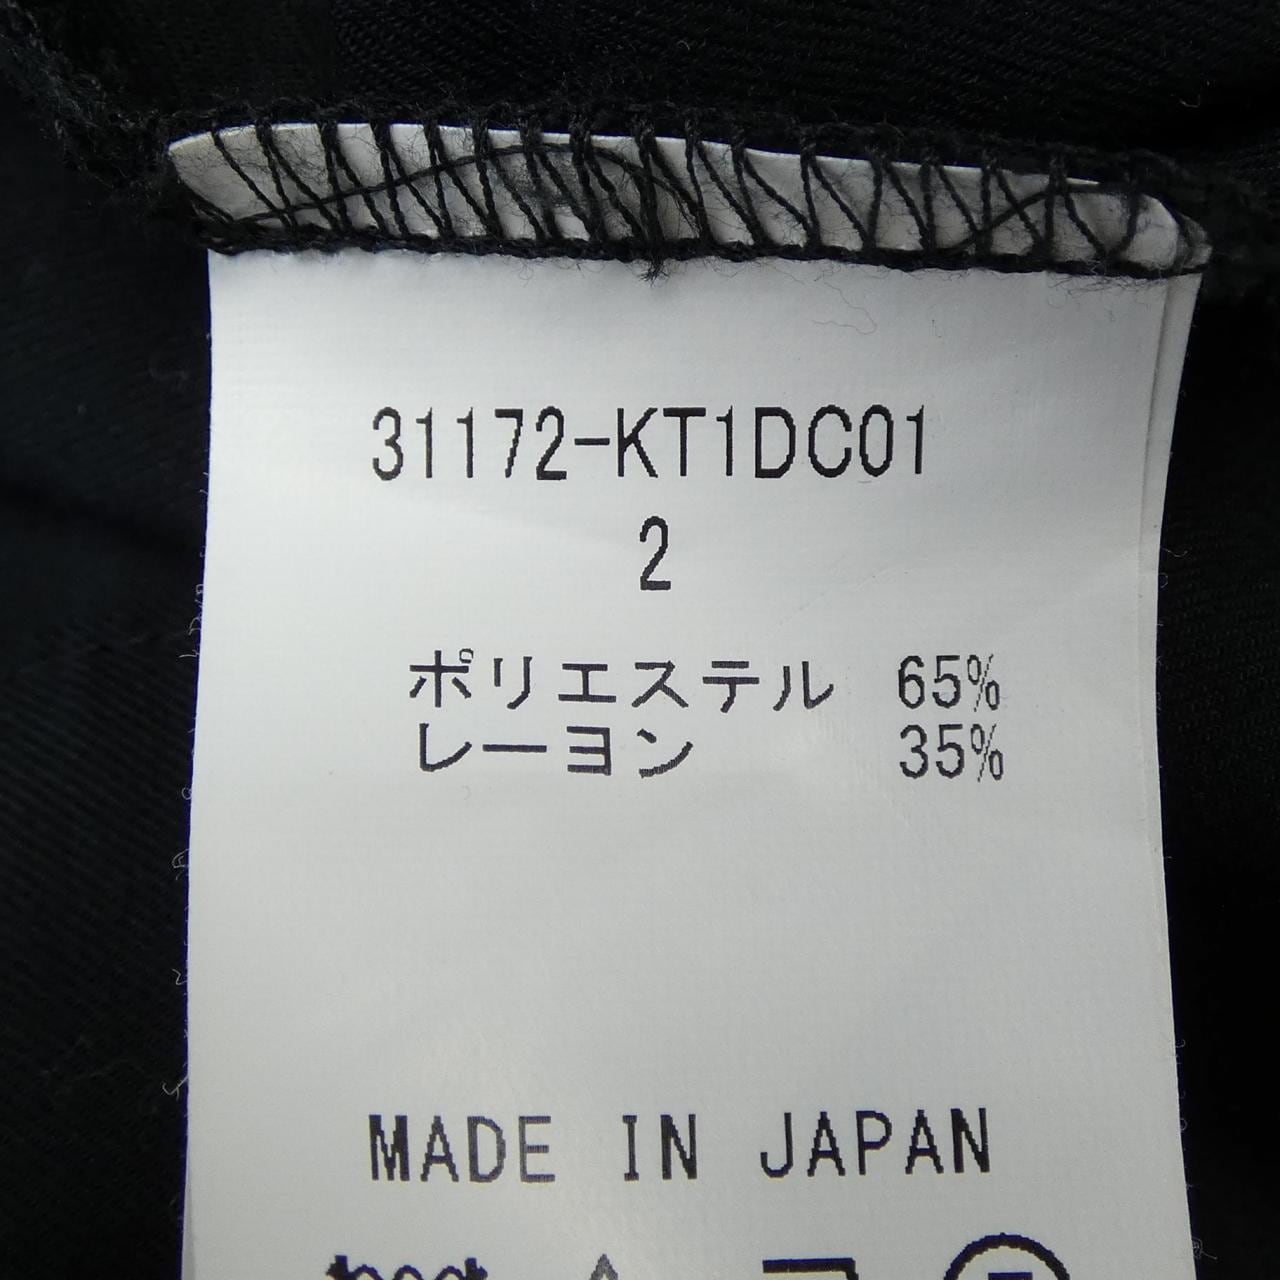 31172-KT1DC01
2
ポリエステル 65%
レーヨン 35%
MADE IN JAPAN